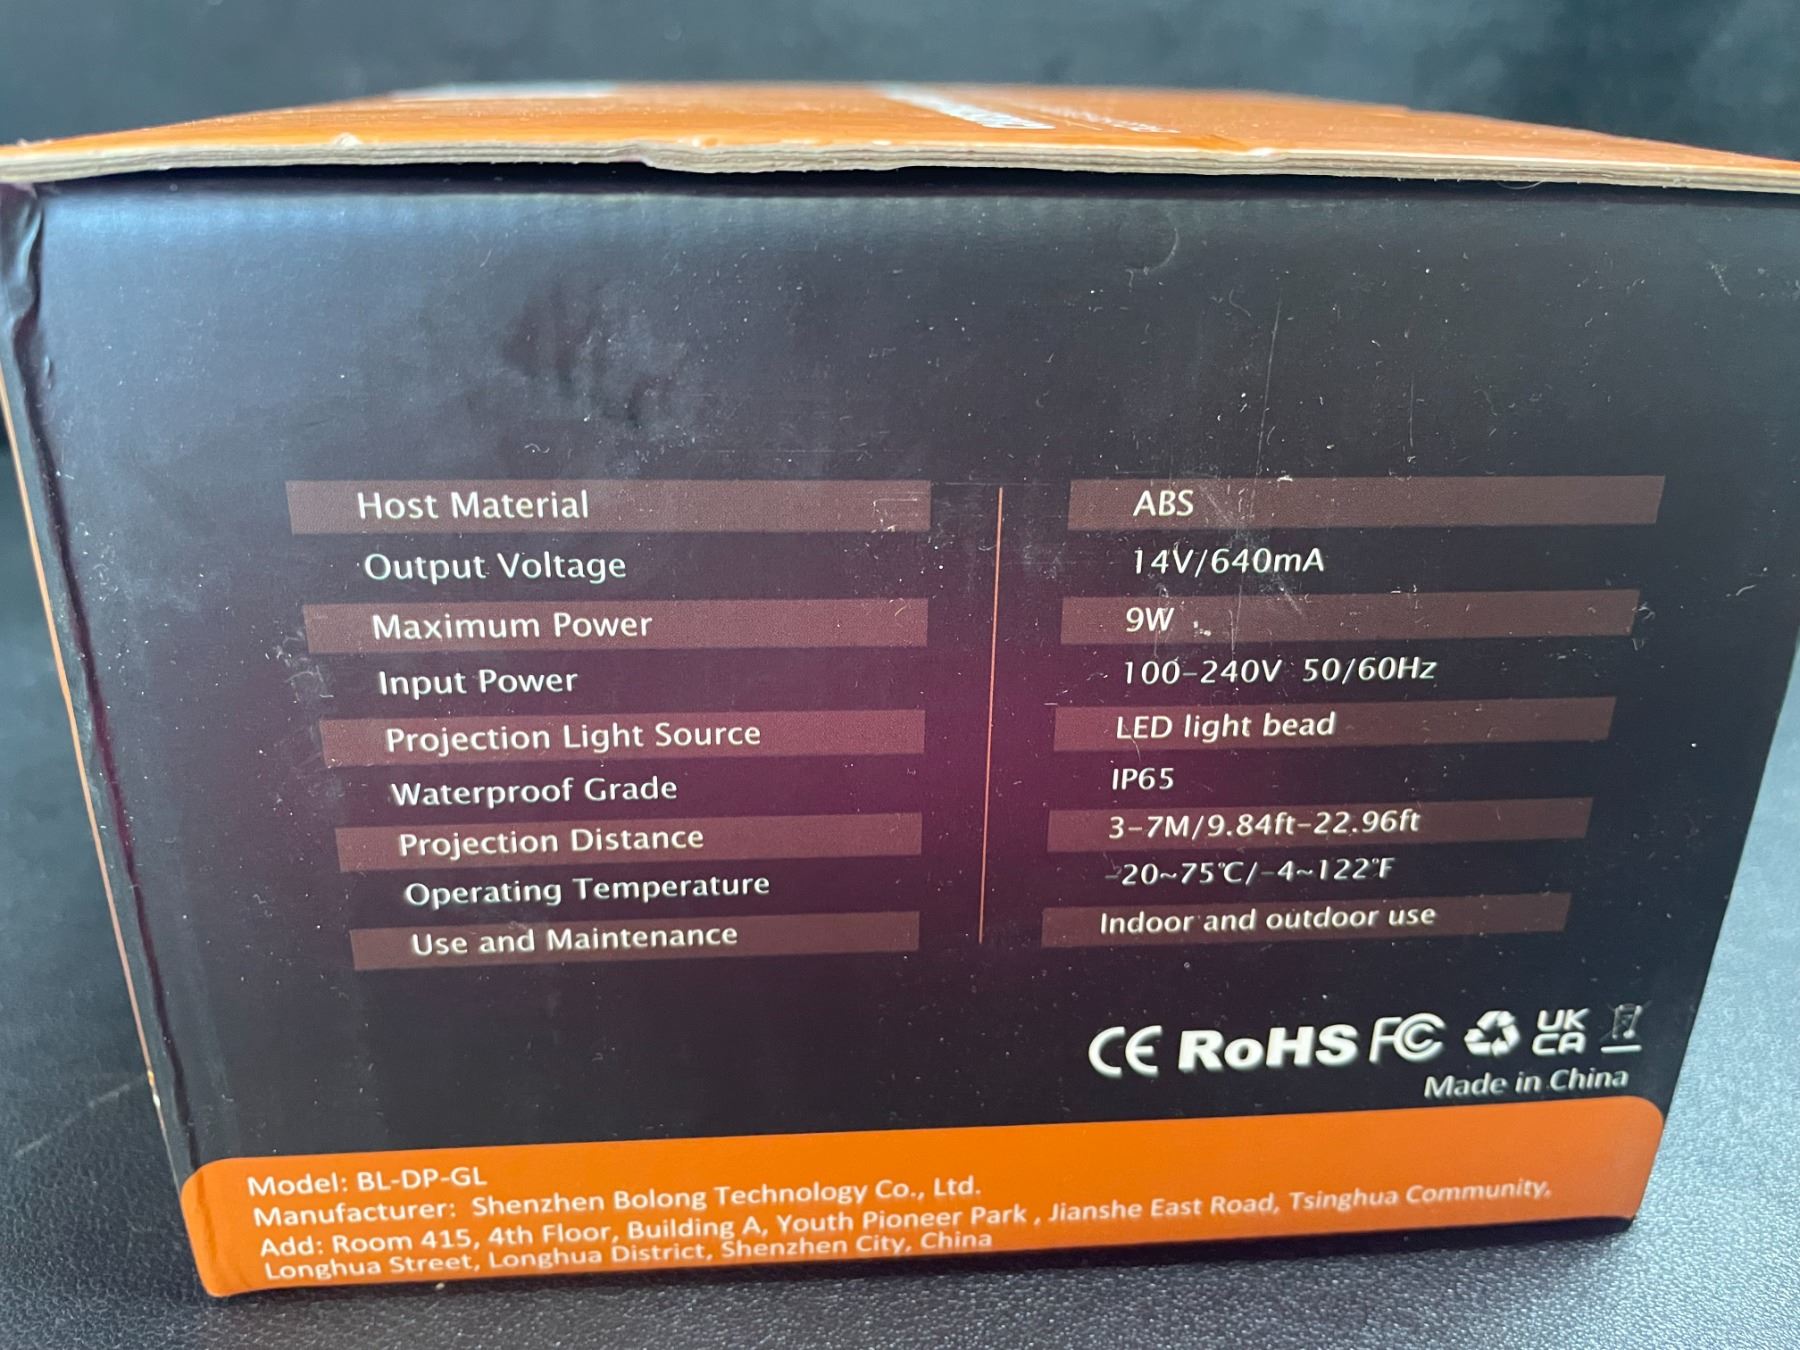 Host Material ABS
Output Voltage 14V/640mA
Maximum Power 9W
Input Power 100-240V 50/60Hz
Projection Light Source LED light bead
Waterproof Grade IP65
Projection Distance 3-7M/9.84ft-22.96ft
Operating Temperature -20~75℃/-4~122℉
Use and Maintenance Indoor and outdoor use
CE RoHS FC UK CA
Made in China
Model: BL-DP-GL
Manufacturer: Shenzhen Bolong Technology Co., Ltd.
Add: Room 415, 4th Floor, Building A, Youth Pioneer Park , Jianshe East Road, Tsinghua Community,
Longhua Street, Longhua District, Shenzhen City, China